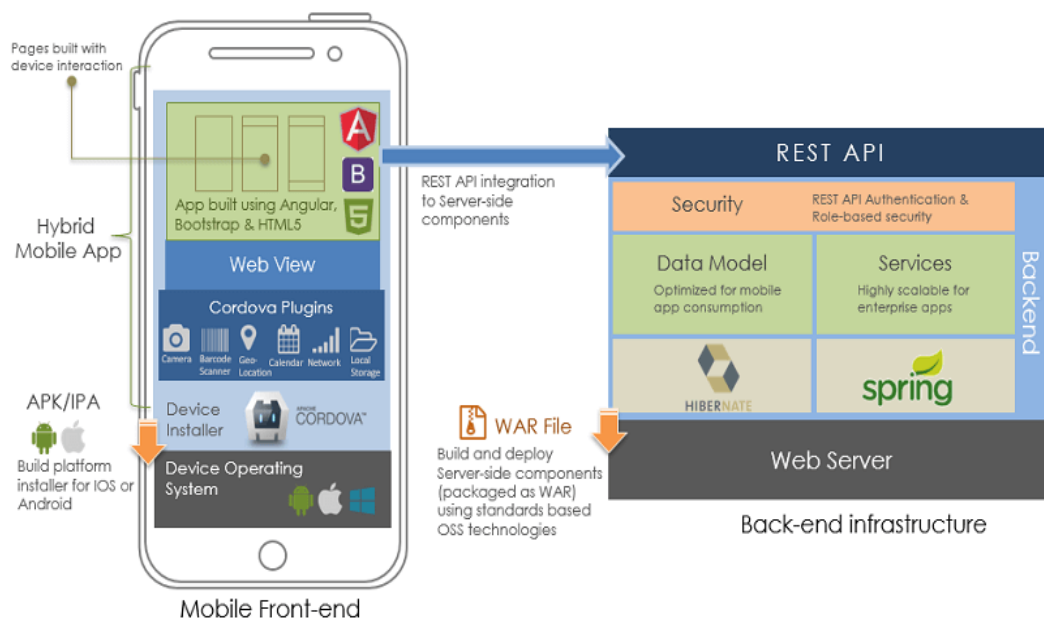 Pages built with
device interaction
Hybrid
Mobile App
APK/IPA
Build platform
installer for IOS or
Android
App built using Angular,
Bootstrap & HTML5
A
B
5
Web View
Cordova Plugins
Camera
Barcode
Scanner
Geo-
Location
Calendar
Network
Local
Storage
Device
Installer
APACHE
CORDOVA™
Device Operating
System
Mobile Front-end
REST API integration
to Server-side
components
WAR File
Build and deploy
Server-side components
(packaged as WAR)
using standards based
OSS technologies
REST API
Security
REST API Authentication &
Role-based security
Data Model
Optimized for mobile
app consumption
Services
Highly scalable for
enterprise apps
Backend
HIBERNATE
spring
Web Server
Back-end infrastructure